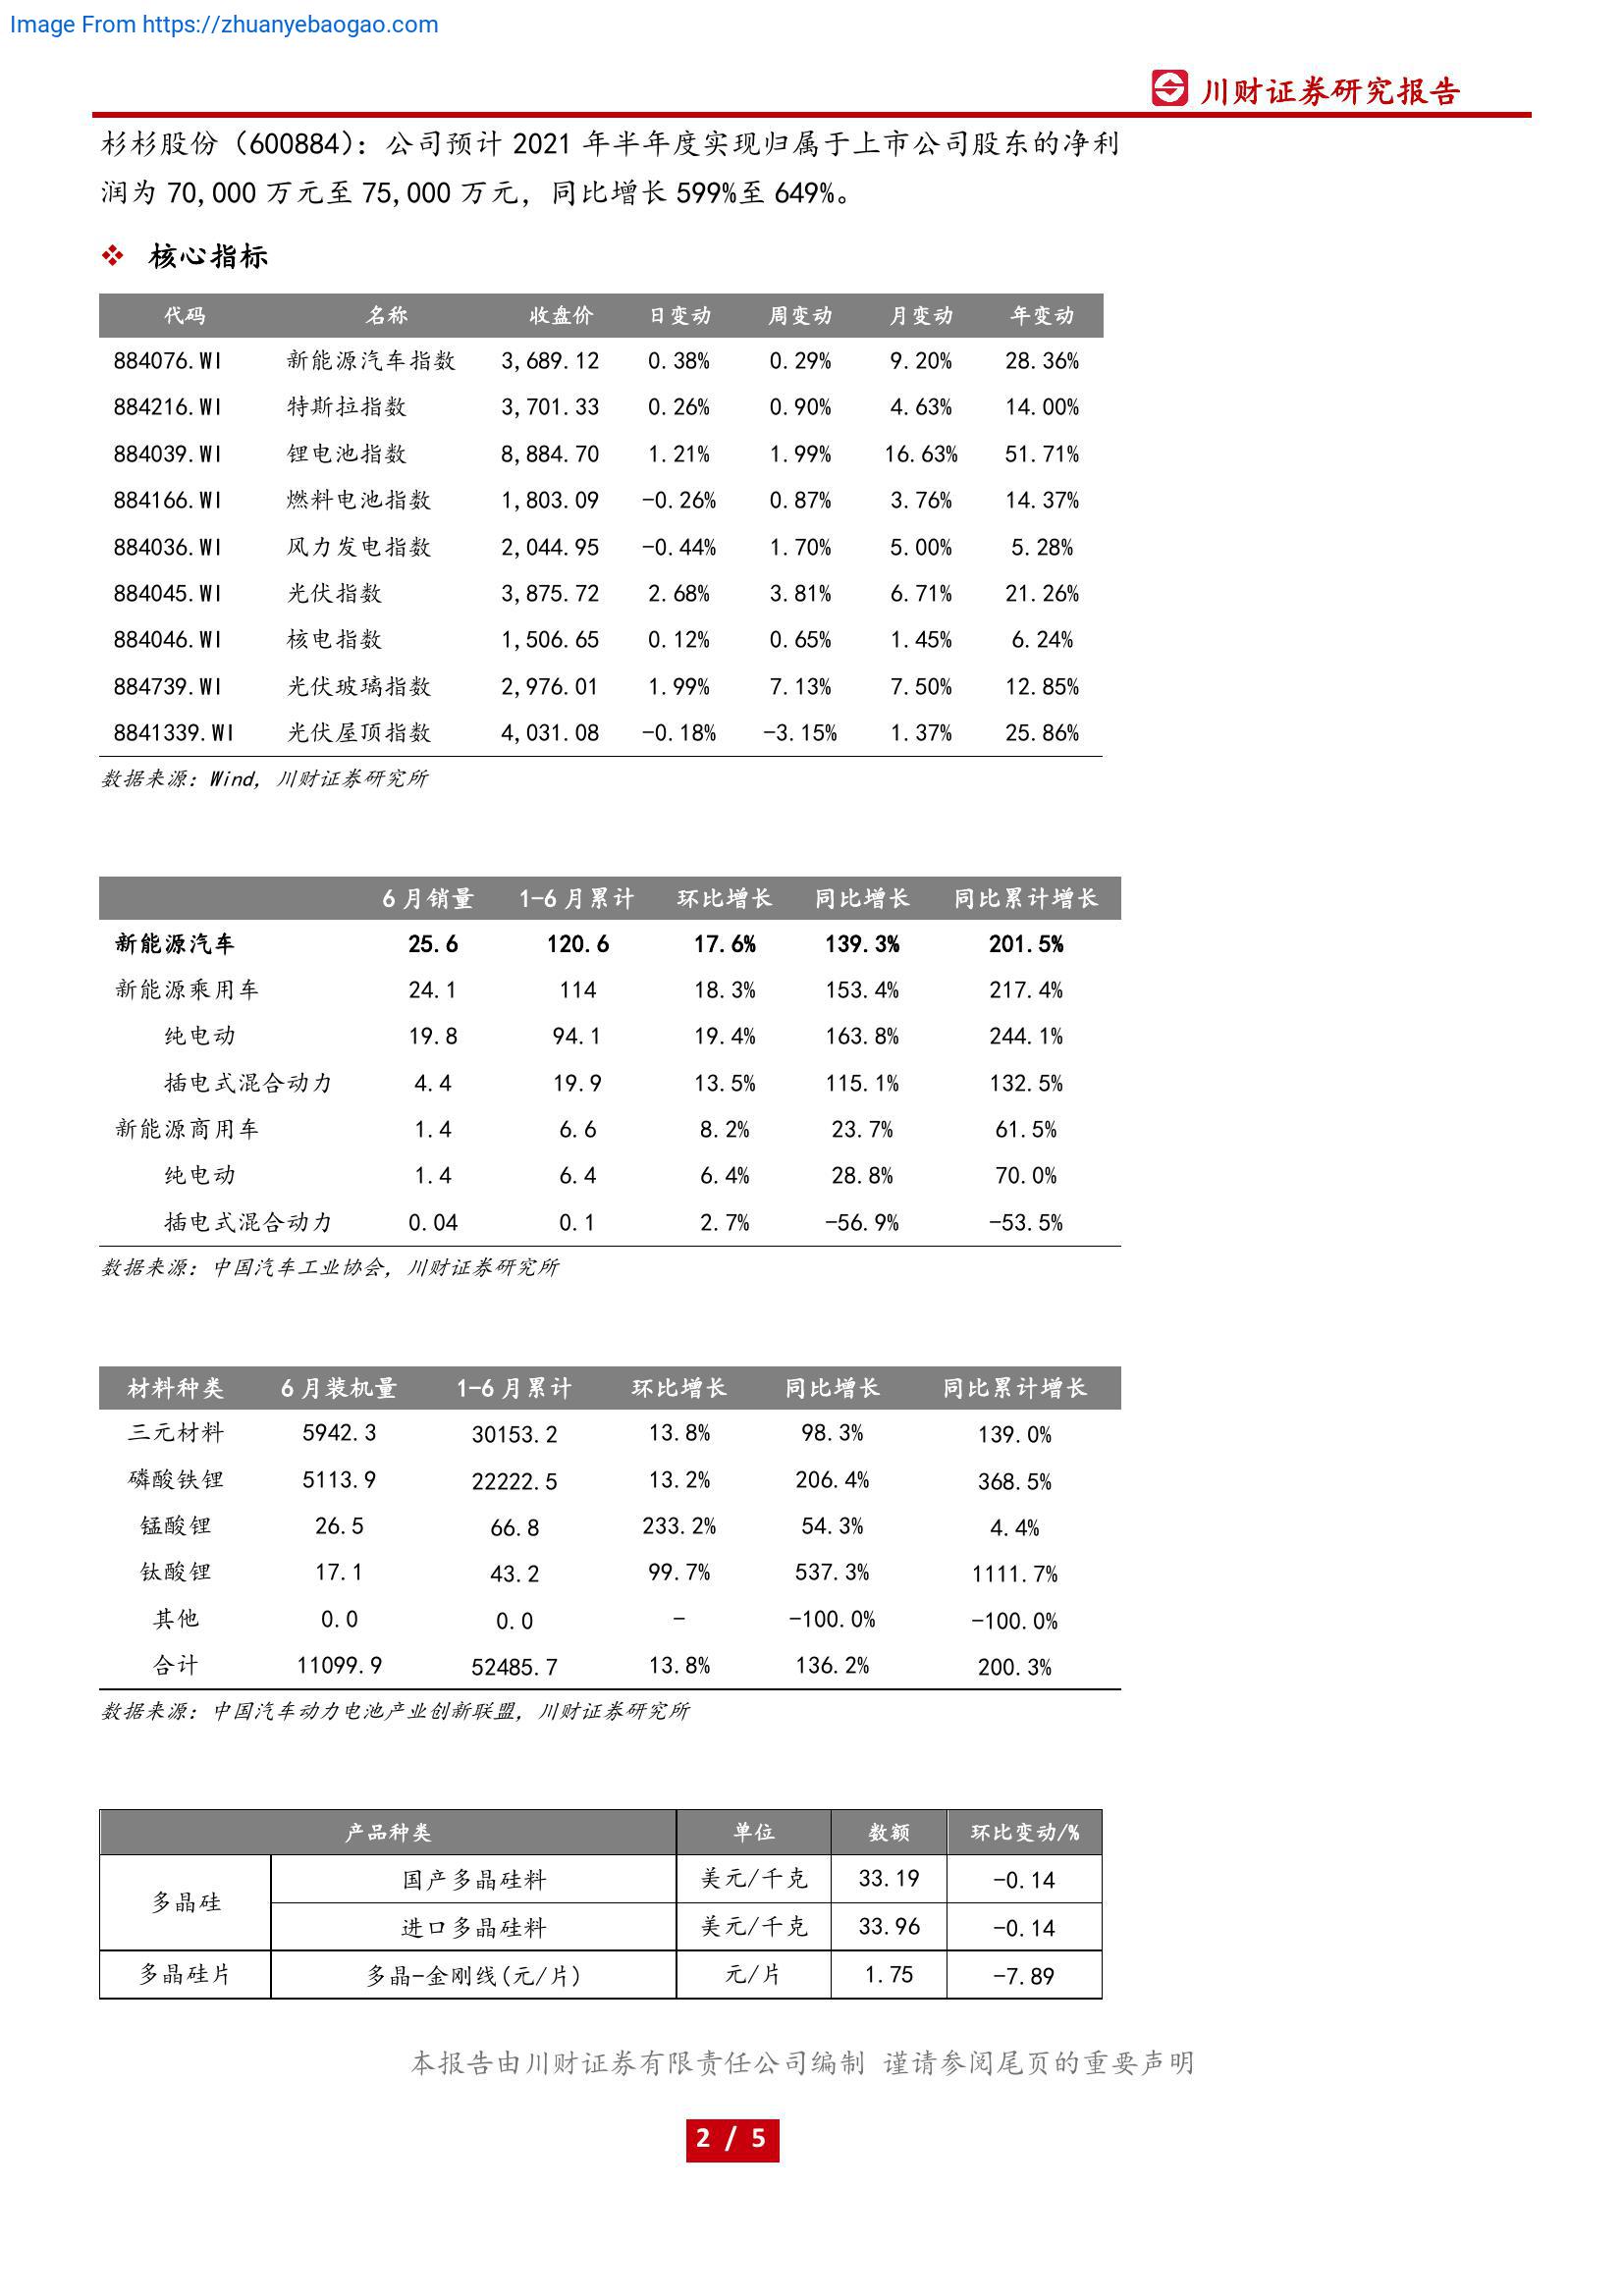 Image From https://zhuanyebaogao.com
川财证券研究报告
杉杉股份（600884）：公司预计 2021 年半年度实现归属于上市公司股东的净利
润为 70,000 万元至 75,000 万元，同比增长 599%至 649%。
❖ 核心指标
代码 名称 收盘价 日变动 周变动 月变动 年变动
884076.WI 新能源汽车指数 3,689.12 0.38% 0.29% 9.20% 28.36%
884216.WI 特斯拉指数 3,701.33 0.26% 0.90% 4.63% 14.00%
884039.WI 锂电池指数 8,884.70 1.21% 1.99% 16.63% 51.71%
884166.WI 燃料电池指数 1,803.09 -0.26% 0.87% 3.76% 14.37%
884036.WI 风力发电指数 2,044.95 -0.44% 1.70% 5.00% 5.28%
884045.WI 光伏指数 3,875.72 2.68% 3.81% 6.71% 21.26%
884046.WI 核电指数 1,506.65 0.12% 0.65% 1.45% 6.24%
884739.WI 光伏玻璃指数 2,976.01 1.99% 7.13% 7.50% 12.85%
8841339.WI 光伏屋顶指数 4,031.08 -0.18% -3.15% 1.37% 25.86%
数据来源：Wind，川财证券研究所
6 月销量 1-6 月累计 环比增长 同比增长 同比累计增长
新能源汽车 25.6 120.6 17.6% 139.3% 201.5%
新能源乘用车 24.1 114 18.3% 153.4% 217.4%
纯电动 19.8 94.1 19.4% 163.8% 244.1%
插电式混合动力 4.4 19.9 13.5% 115.1% 132.5%
新能源商用车 1.4 6.6 8.2% 23.7% 61.5%
纯电动 1.4 6.4 6.4% 28.8% 70.0%
插电式混合动力 0.04 0.1 2.7% -56.9% -53.5%
数据来源：中国汽车工业协会，川财证券研究所
材料种类 6 月装机量 1-6 月累计 环比增长 同比增长 同比累计增长
三元材料 5942.3 30153.2 13.8% 98.3% 139.0%
磷酸铁锂 5113.9 22222.5 13.2% 206.4% 368.5%
锰酸锂 26.5 66.8 233.2% 54.3% 4.4%
钛酸锂 17.1 43.2 99.7% 537.3% 1111.7%
其他 0.0 0.0 - -100.0% -100.0%
合计 11099.9 52485.7 13.8% 136.2% 200.3%
数据来源：中国汽车动力电池产业创新联盟，川财证券研究所
产品种类 单位 数额 环比变动/%
多晶硅 国产多晶硅料 美元/千克 33.19 -0.14
进口多晶硅料 美元/千克 33.96 -0.14
多晶硅片 多晶-金刚线(元/片) 元/片 1.75 -7.89
本报告由川财证券有限责任公司编制 谨请参阅尾页的重要声明
2 / 5